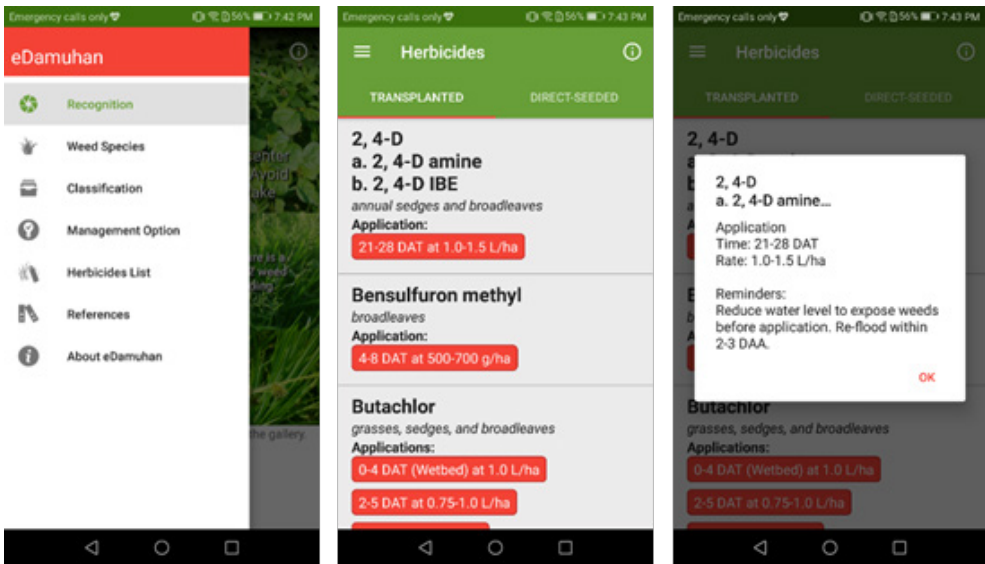 Emergency calls only 56% 7:42 PM
eDamuhan
Recognition
Weed Species
Classification
Management Option
Herbicides List
References
About eDamuhan
enter
Avoid
ake
re is a
weed
the gallery.
Emergency calls only 56% 7:43 PM
Herbicides
TRANSPLANTED DIRECT-SEEDED
2, 4-D
a. 2, 4-D amine
b. 2, 4-D IBE
annual sedges and broadleaves
Application:
21-28 DAT at 1.0-1.5 L/ha
Bensulfuron methyl
broadleaves
Application:
4-8 DAT at 500-700 g/ha
Butachlor
grasses, sedges, and broadleaves
Applications:
0-4 DAT (Wetbed) at 1.0 L/ha
2-5 DAT at 0.75-1.0 L/ha
Emergency calls only 56% 7:43 PM
Herbicides
TRANSPLANTED DIRECT-SEEDED
2, 4-D
2, 4-D
a. 2, 4-D amine...
Application
Time: 21-28 DAT
Rate: 1.0-1.5 L/ha
Reminders:
Reduce water level to expose weeds
before application. Re-flood within
2-3 DAA.
OK
Butachlor
grasses, sedges, and broadleaves
Applications:
0-4 DAT (Wetbed) at 1.0 L/ha
2-5 DAT at 0.75-1.0 L/ha